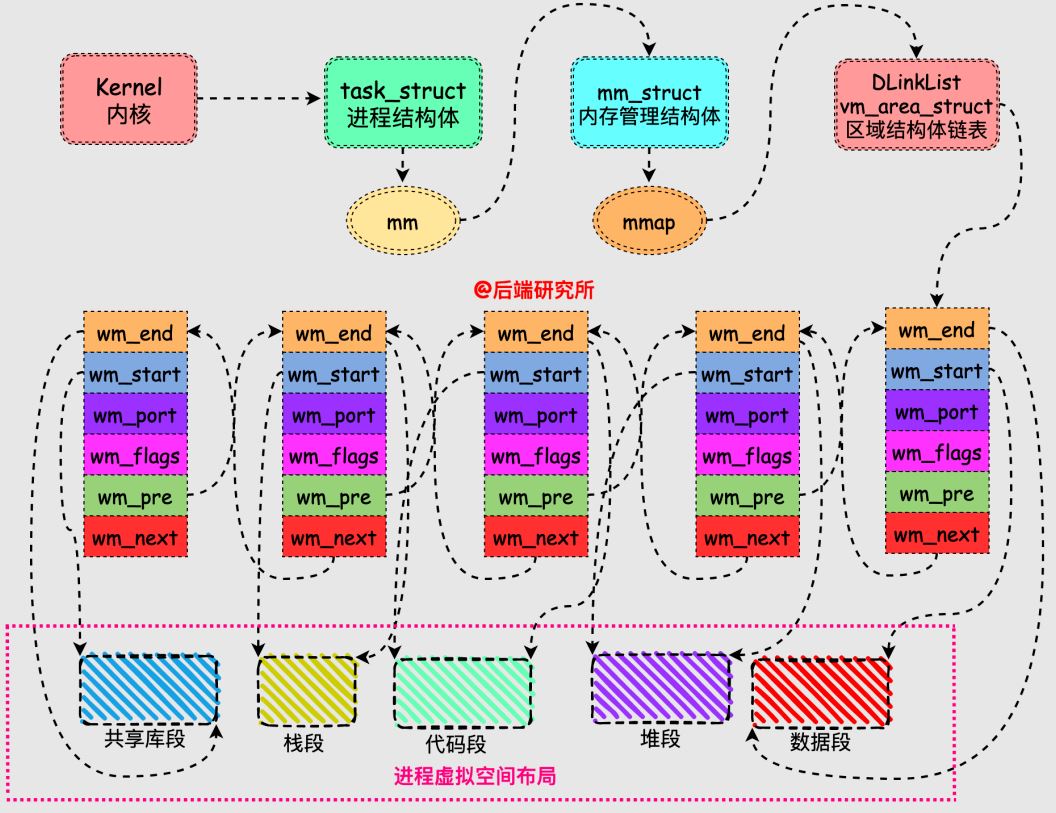 Kernel
内核
task_struct
进程结构体
mm_struct
内存管理结构体
DLinkList
vm_area_struct
区域结构体链表
mm
mmap
@后端研究所
wm_end
wm_start
wm_port
wm_flags
wm_pre
wm_next
wm_end
wm_start
wm_port
wm_flags
wm_pre
wm_next
wm_end
wm_start
wm_port
wm_flags
wm_pre
wm_next
wm_end
wm_start
wm_port
wm_flags
wm_pre
wm_next
wm_end
wm_start
wm_port
wm_flags
wm_pre
wm_next
共享库段
栈段
代码段
堆段
数据段
进程虚拟空间布局